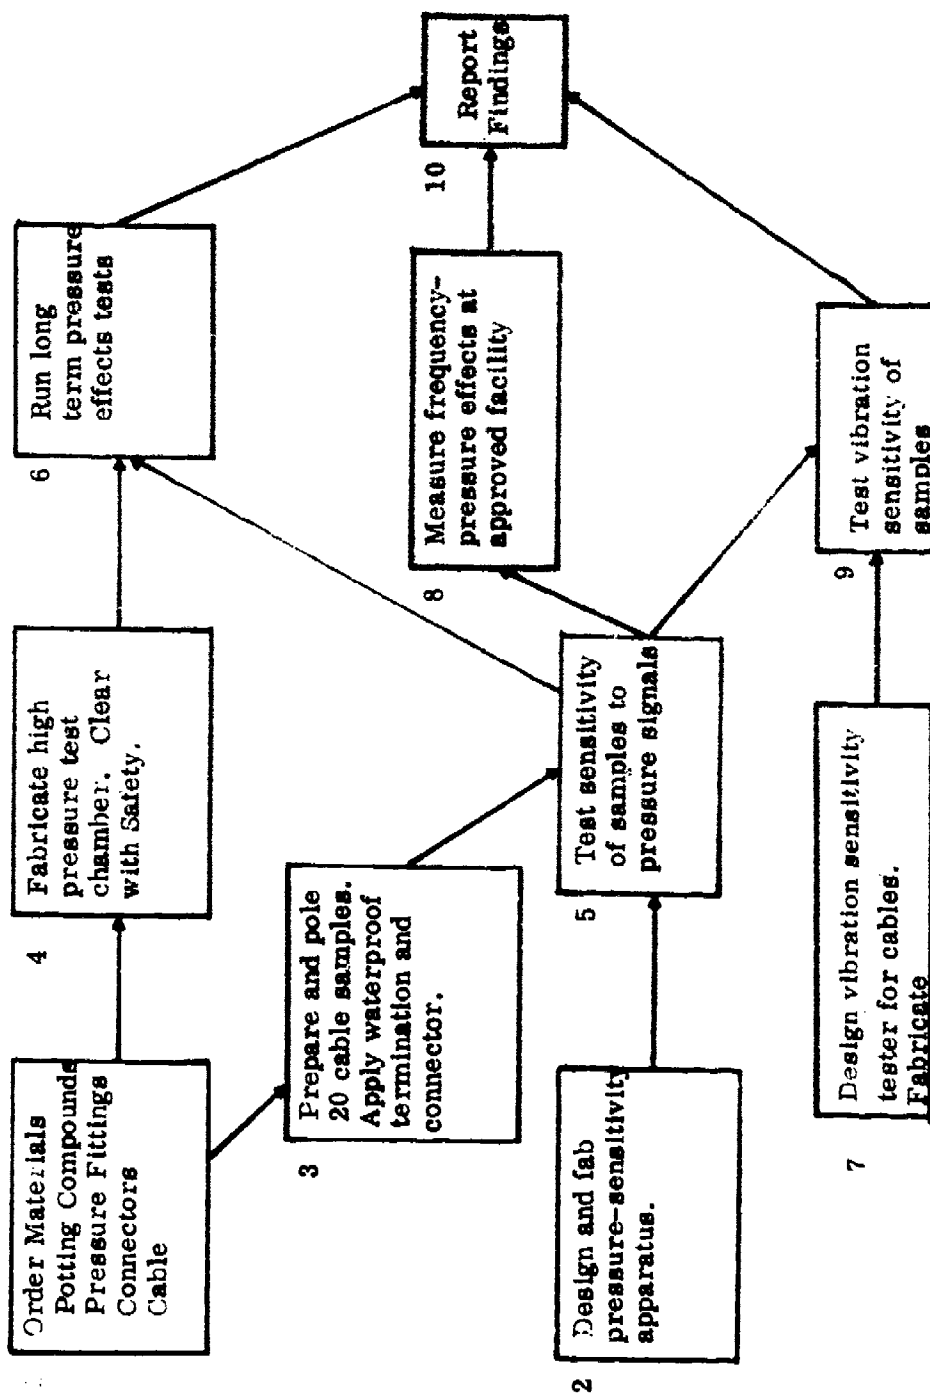 Order Materials
Potting Compounds
Pressure Fittings
Connectors
Cable
2
Design and fab
pressure-sensitivity
apparatus.
3
Prepare and pole
20 cable samples.
Apply waterproof
termination and
connector.
4
Fabricate high
pressure test
chamber. Clear
with Safety.
5
Test sensitivity
of samples to
pressure signals
6
Run long
term pressure
effects tests
7
Design vibration sensitivity
tester for cables.
Fabricate
8
Measure frequency-
pressure effects at
approved facility
9
Test vibration
sensitivity of
samples
10
Report
Findings